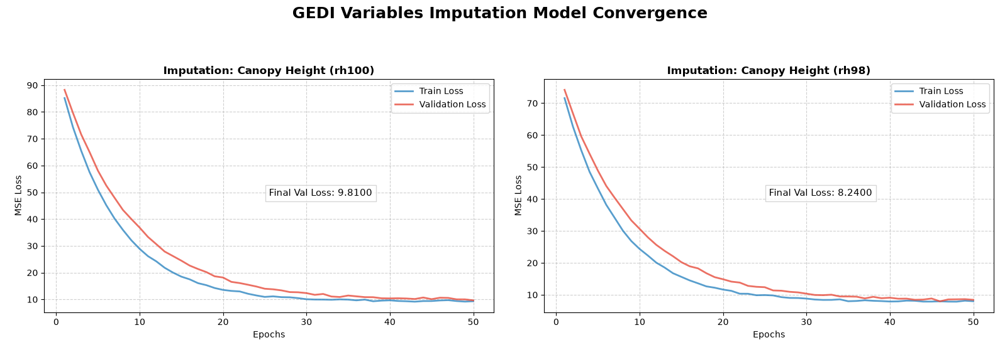 GEDI Variables Imputation Model Convergence
Imputation: Canopy Height (rh100)
90
80
70
60
50
40
30
20
10
MSE Loss
Train Loss
Validation Loss
Final Val Loss: 9.8100
0 10 20 30 40 50
Epochs
Imputation: Canopy Height (rh98)
70
60
50
40
30
20
10
MSE Loss
Train Loss
Validation Loss
Final Val Loss: 8.2400
0 10 20 30 40 50
Epochs